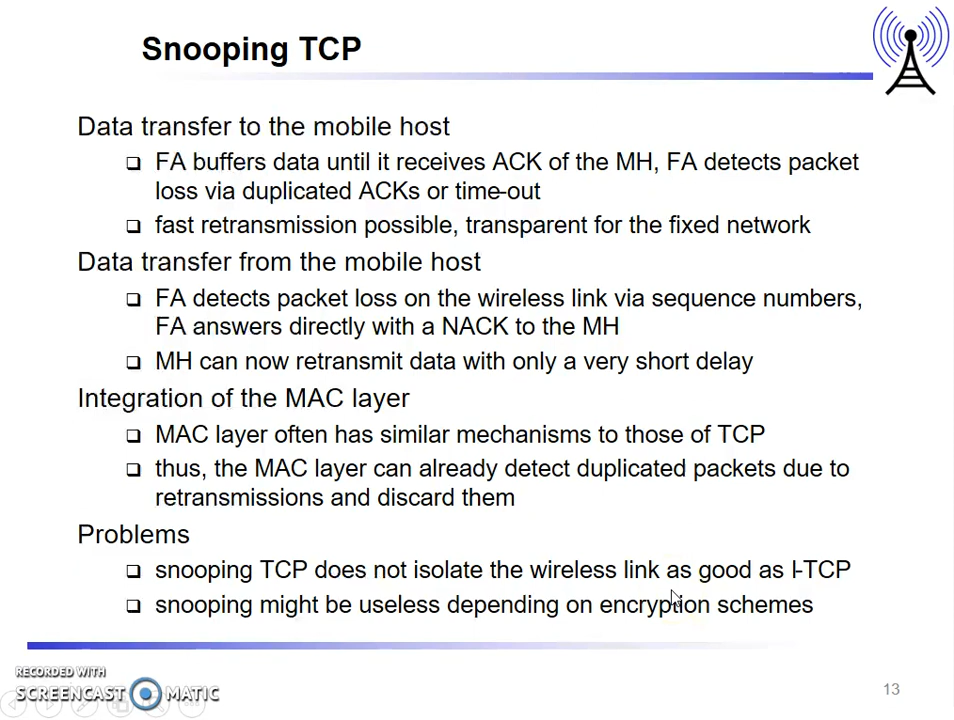 Snooping TCP
Data transfer to the mobile host
FA buffers data until it receives ACK of the MH, FA detects packet
loss via duplicated ACKs or time-out
fast retransmission possible, transparent for the fixed network
Data transfer from the mobile host
FA detects packet loss on the wireless link via sequence numbers,
FA answers directly with a NACK to the MH
MH can now retransmit data with only a very short delay
Integration of the MAC layer
MAC layer often has similar mechanisms to those of TCP
thus, the MAC layer can already detect duplicated packets due to
retransmissions and discard them
Problems
snooping TCP does not isolate the wireless link as good as I-TCP
snooping might be useless depending on encryption schemes
RECORDED WITH
SCREENCAST MATIC
13